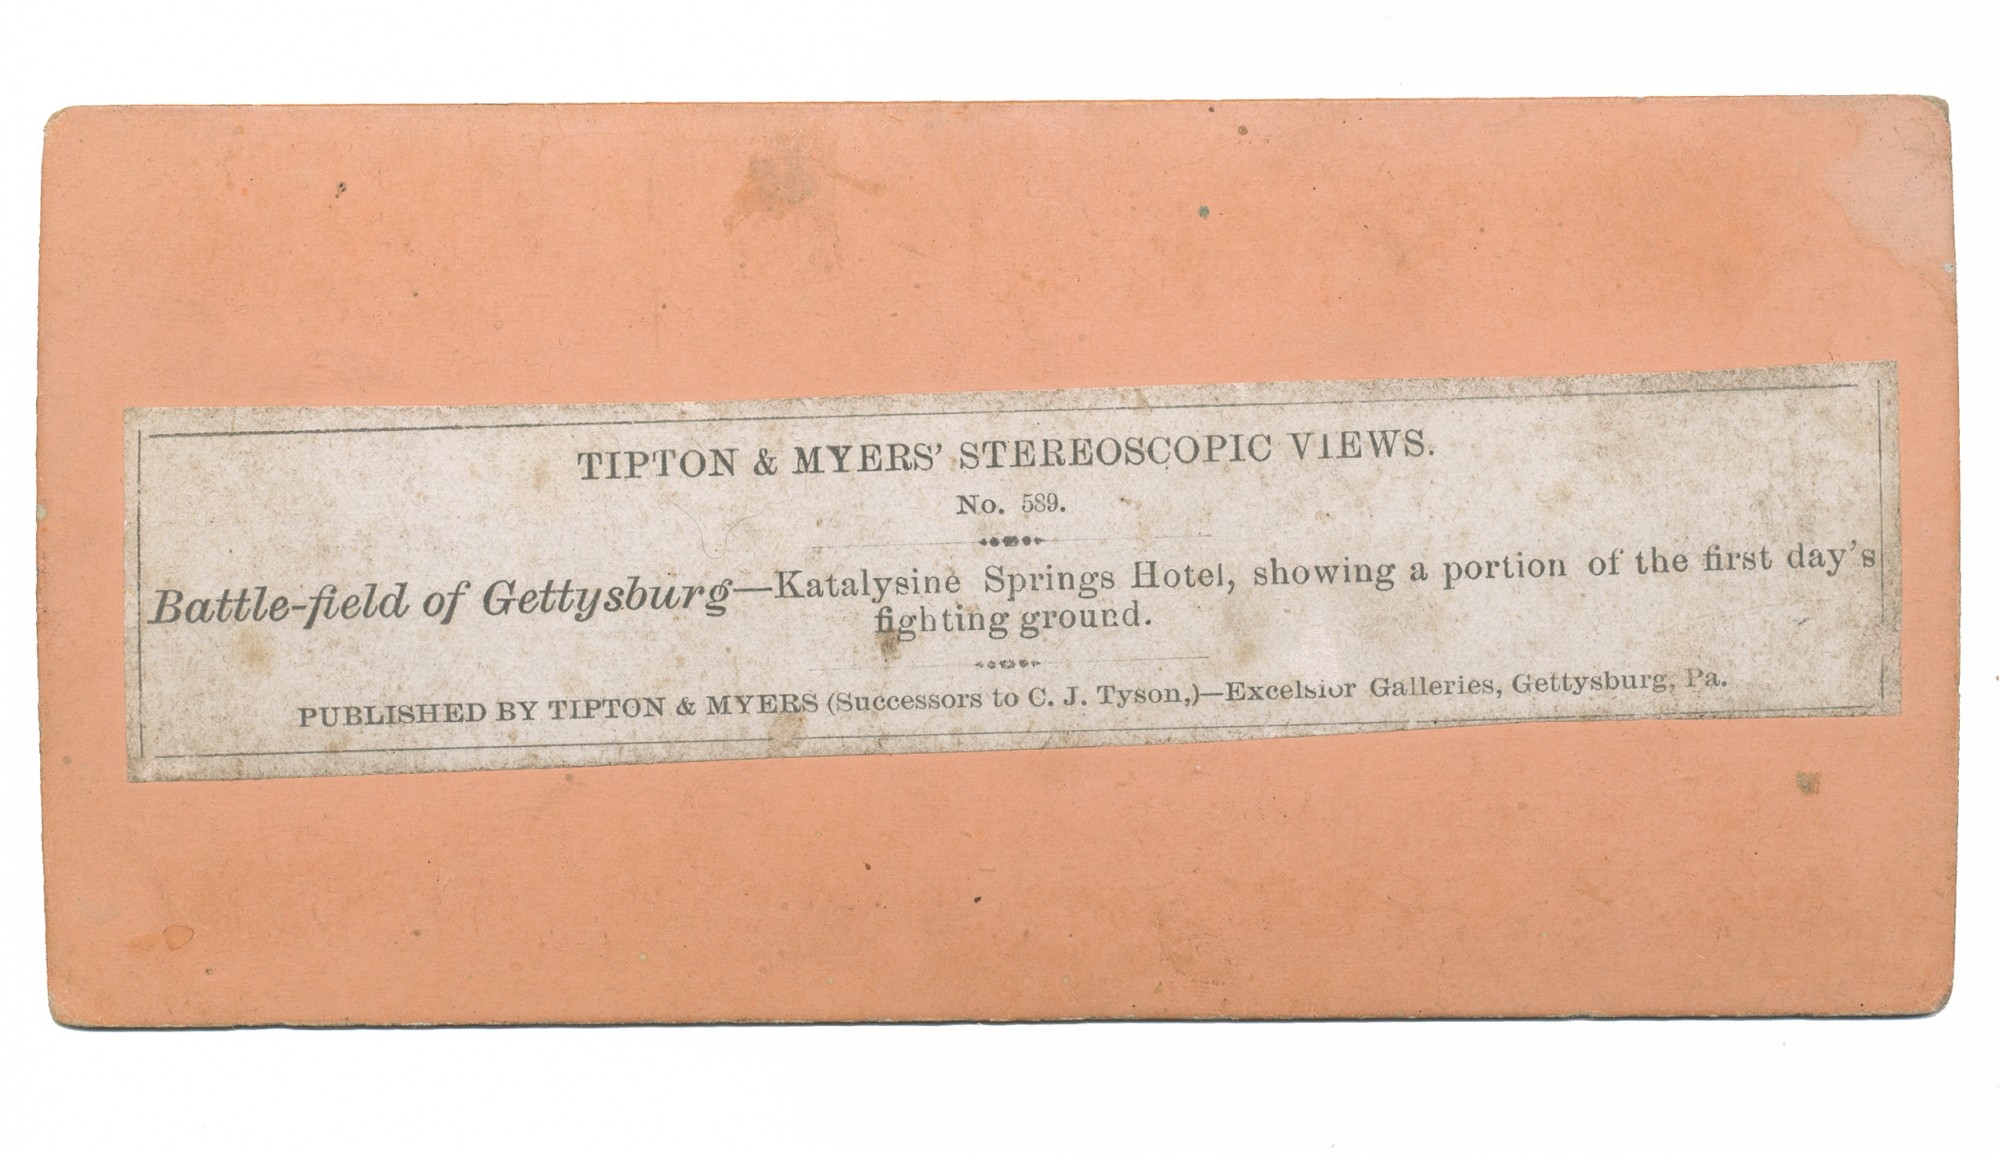 TIPTON & MYERS' STEREOSCOPIC VIEWS.
No. 589.
Battle-field of Gettysburg—Katalysine Springs Hotel, showing a portion of the first day's
fighting ground.
PUBLISHED BY TIPTON & MYERS (Successors to C. J. Tyson,)—Excelsior Galleries, Gettysburg, Pa.